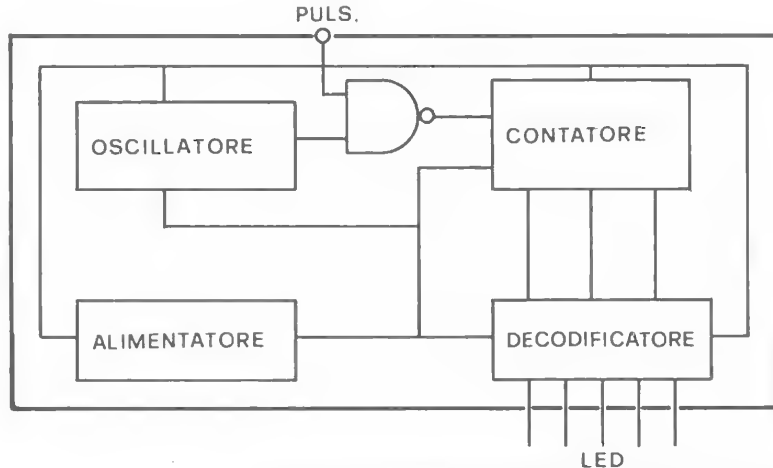 PULS.
OSCILLATORE
CONTATORE
ALIMENTATORE
DECODIFICATORE
LED